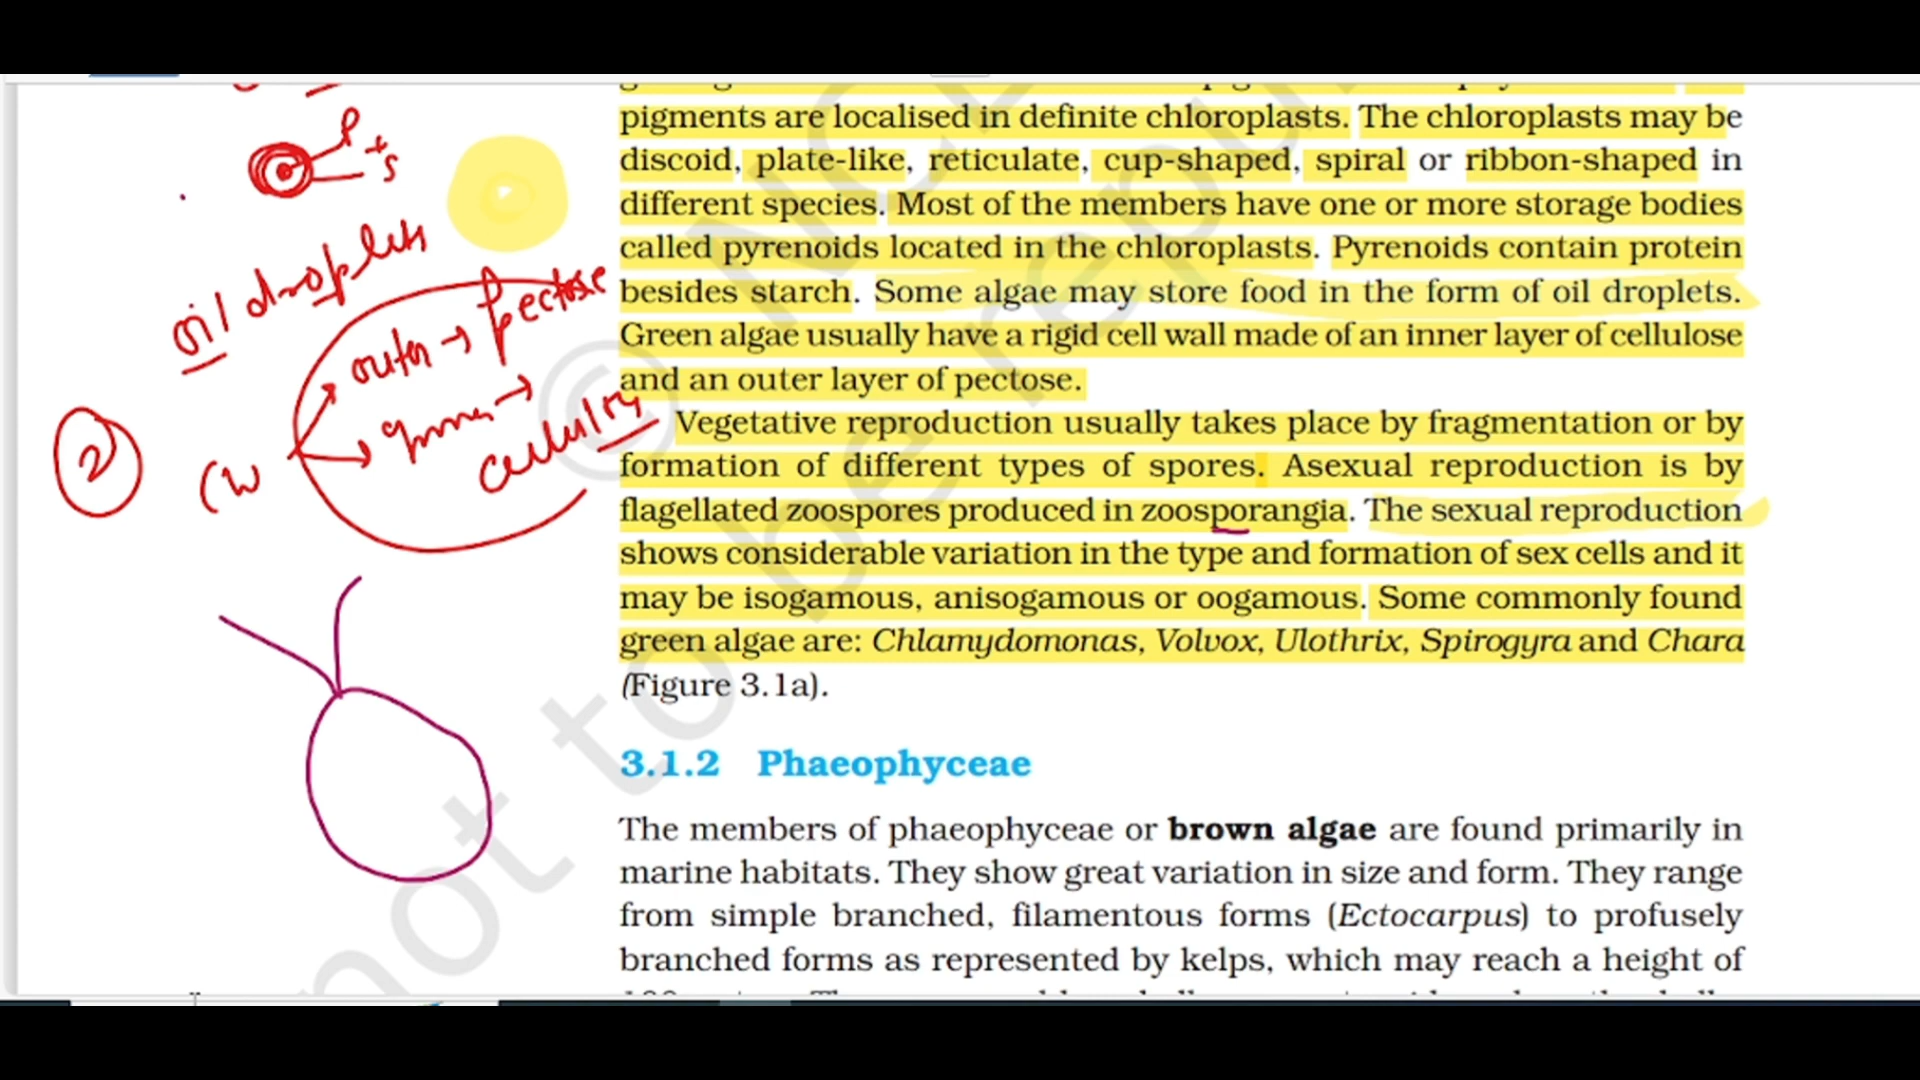 pigments are localised in definite chloroplasts. The chloroplasts may be
discoid, plate-like, reticulate, cup-shaped, spiral or ribbon-shaped in
different species. Most of the members have one or more storage bodies
called pyrenoids located in the chloroplasts. Pyrenoids contain protein
besides starch. Some algae may store food in the form of oil droplets.
Green algae usually have a rigid cell wall made of an inner layer of cellulose
and an outer layer of pectose.
Vegetative reproduction usually takes place by fragmentation or by
formation of different types of spores. Asexual reproduction is by
flagellated zoospores produced in zoosporangia. The sexual reproduction
shows considerable variation in the type and formation of sex cells and it
may be isogamous, anisogamous or oogamous. Some commonly found
green algae are: Chlamydomonas, Volvox, Ulothrix, Spirogyra and Chara
(Figure 3.1a).
3.1.2 Phaeophyceae
The members of phaeophyceae or brown algae are found primarily in
marine habitats. They show great variation in size and form. They range
from simple branched, filamentous forms (Ectocarpus) to profusely
branched forms as represented by kelps, which may reach a height of
P
+
S
oil droplets
outer → pectose
2
not to be